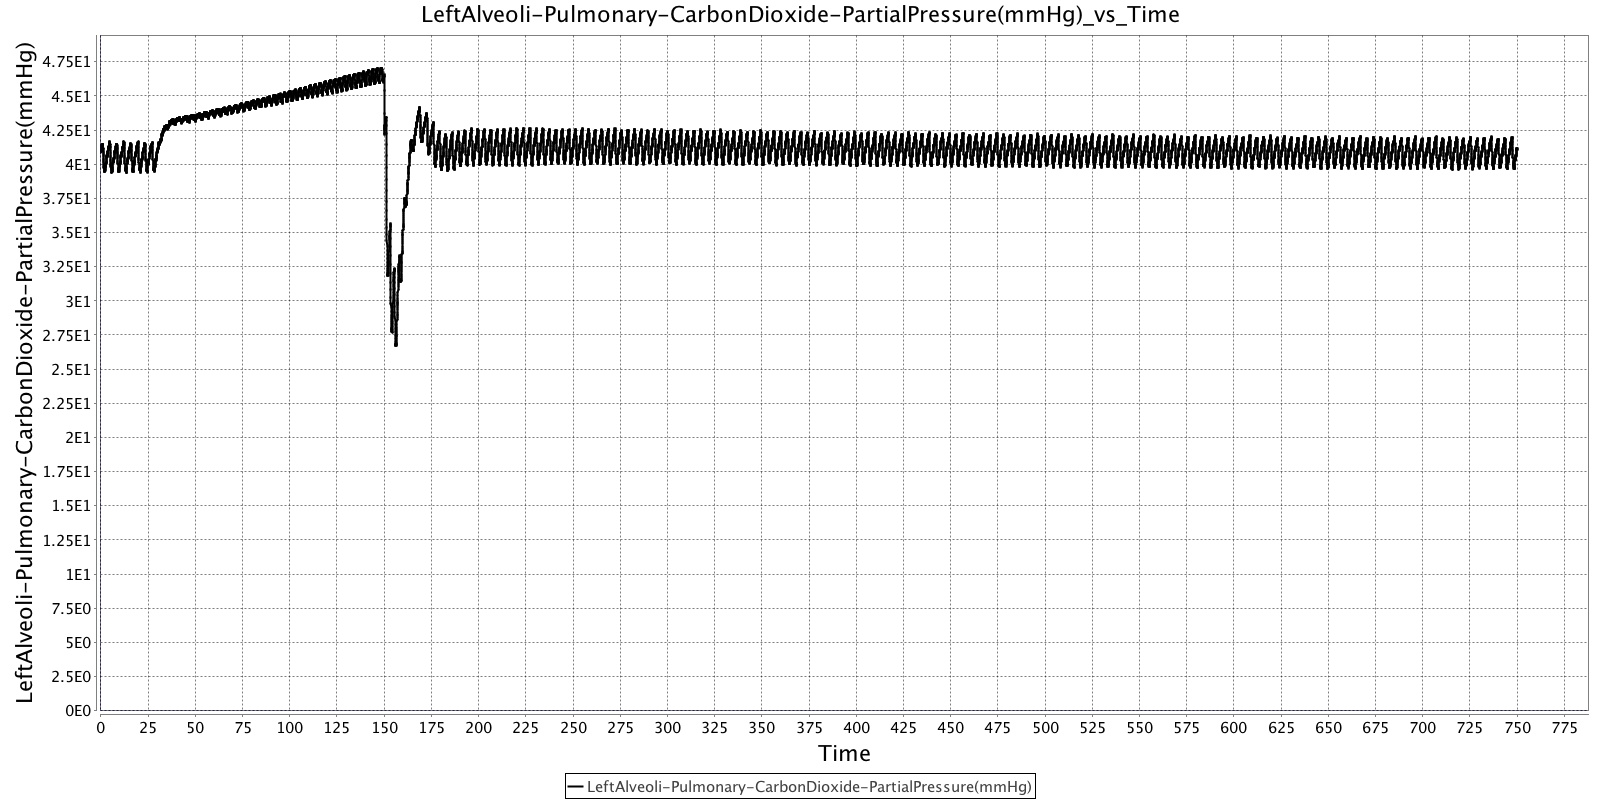 LeftAlveoli-Pulmonary-CarbonDioxide-PartialPressure(mmHg)_vs_Time
LeftAlveoli-Pulmonary-CarbonDioxide-PartialPressure(mmHg)
4.75E1
4.5E1
4.25E1
4E1
3.75E1
3.5E1
3.25E1
3E1
2.75E1
2.5E1
2.25E1
2E1
1.75E1
1.5E1
1.25E1
1E1
7.5E0
5E0
2.5E0
0E0
0 25 50 75 100 125 150 175 200 225 250 275 300 325 350 375 400 425 450 475 500 525 550 575 600 625 650 675 700 725 750 775
Time
LeftAlveoli-Pulmonary-CarbonDioxide-PartialPressure(mmHg)